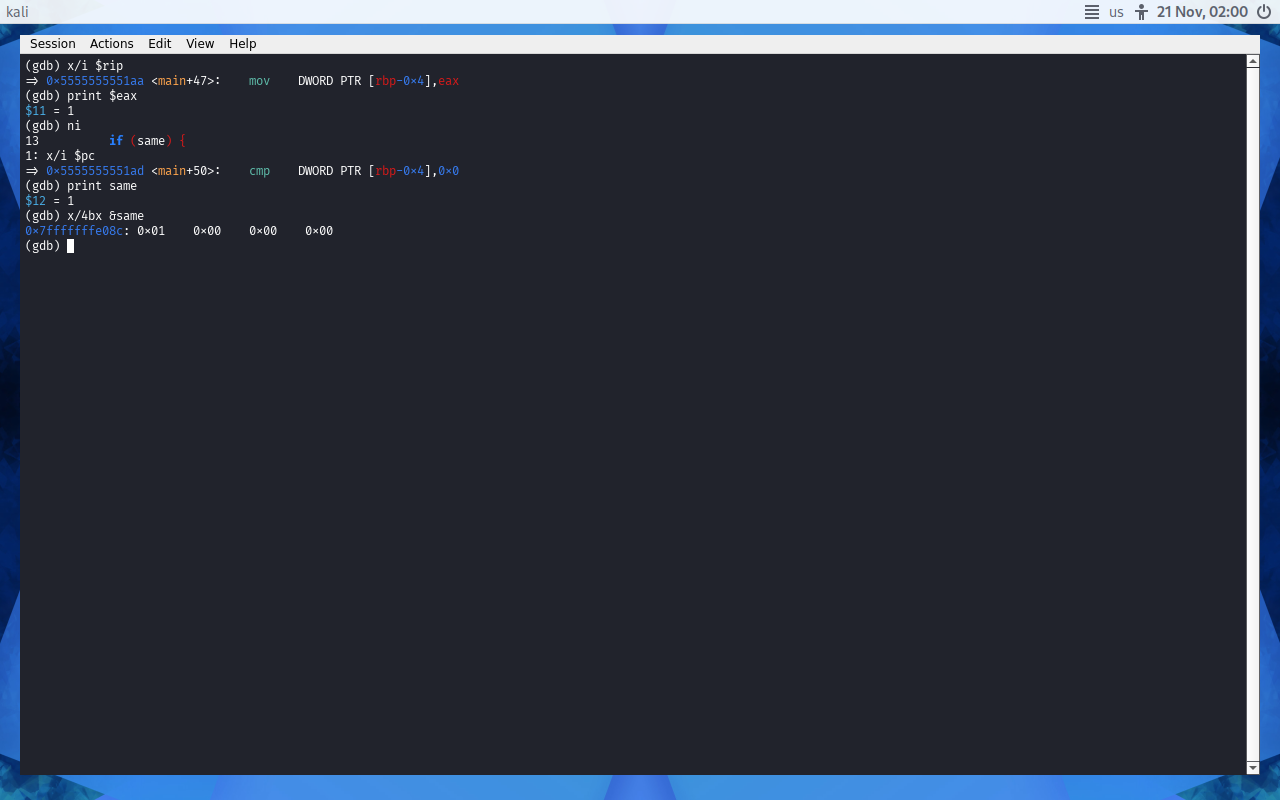 kali us 21 Nov, 02:00
Session Actions Edit View Help
(gdb) x/i $rip
=> 0×5555555551aa <main+47>: mov DWORD PTR [rbp-0×4],eax
(gdb) print $eax
$11 = 1
(gdb) ni
13 if (same) {
1: x/i $pc
=> 0×5555555551ad <main+50>: cmp DWORD PTR [rbp-0×4],0×0
(gdb) print same
$12 = 1
(gdb) x/4bx &same
0×7fffffffe08c: 0×01 0×00 0×00 0×00
(gdb)